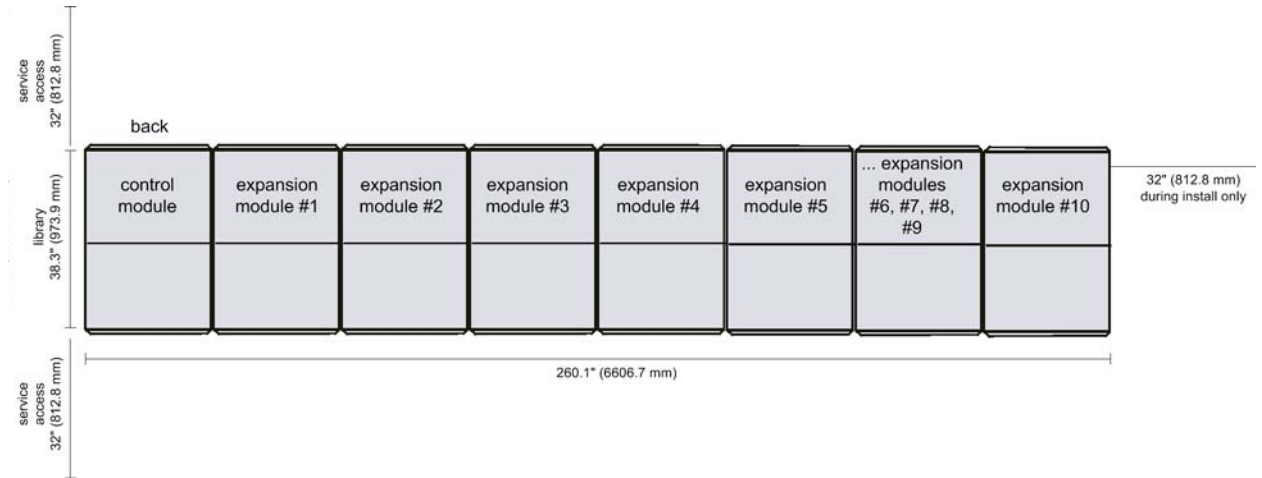 service
access
32" (812.8 mm)
back
library
38.3" (973.9 mm)
control
module
expansion
module #1
expansion
module #2
expansion
module #3
expansion
module #4
expansion
module #5
... expansion
modules
#6, #7, #8,
#9
expansion
module #10
32" (812.8 mm)
during install only
260.1" (6606.7 mm)
service
access
32" (812.8 mm)